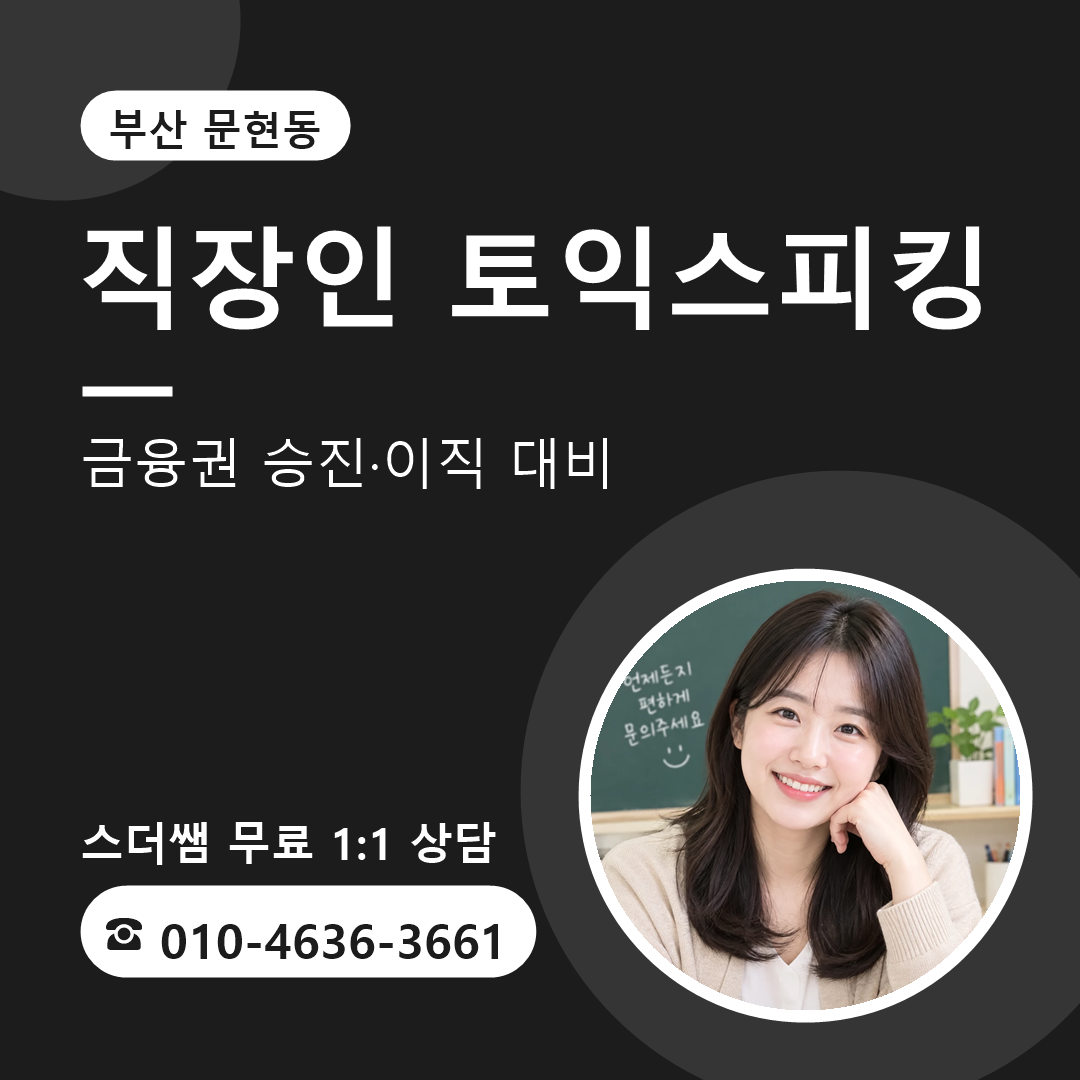 부산 문현동
직장인 토익스피킹
금융권 승진·이직 대비
언제든지
편하게
문의주세요
스더쌤 무료 1:1 상담
☎ 010-4636-3661